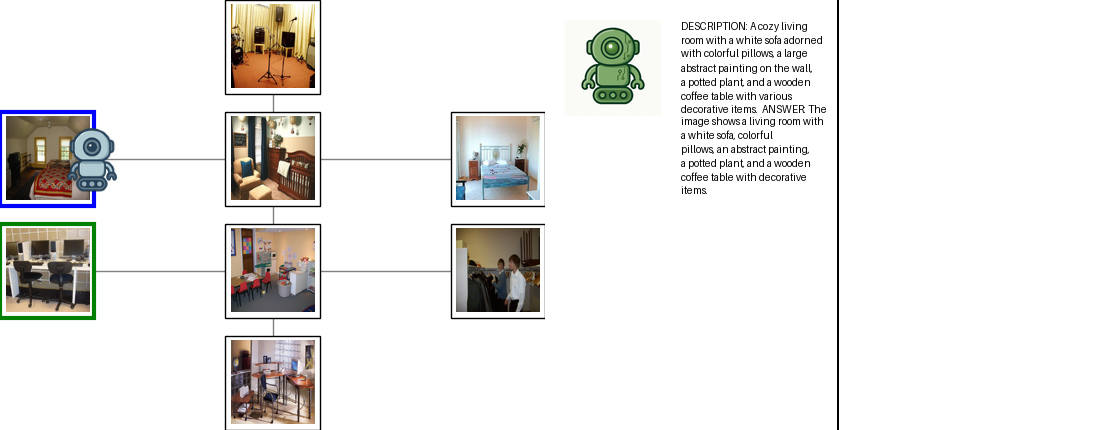 DESCRIPTION: A cozy living
room with a white sofa adorned
with colorful pillows, a large
abstract painting on the wall,
a potted plant, and a wooden
coffee table with various
decorative items.  ANSWER: The
image shows a living room with
a white sofa, colorful
pillows, an abstract painting,
a potted plant, and a wooden
coffee table with decorative
items.